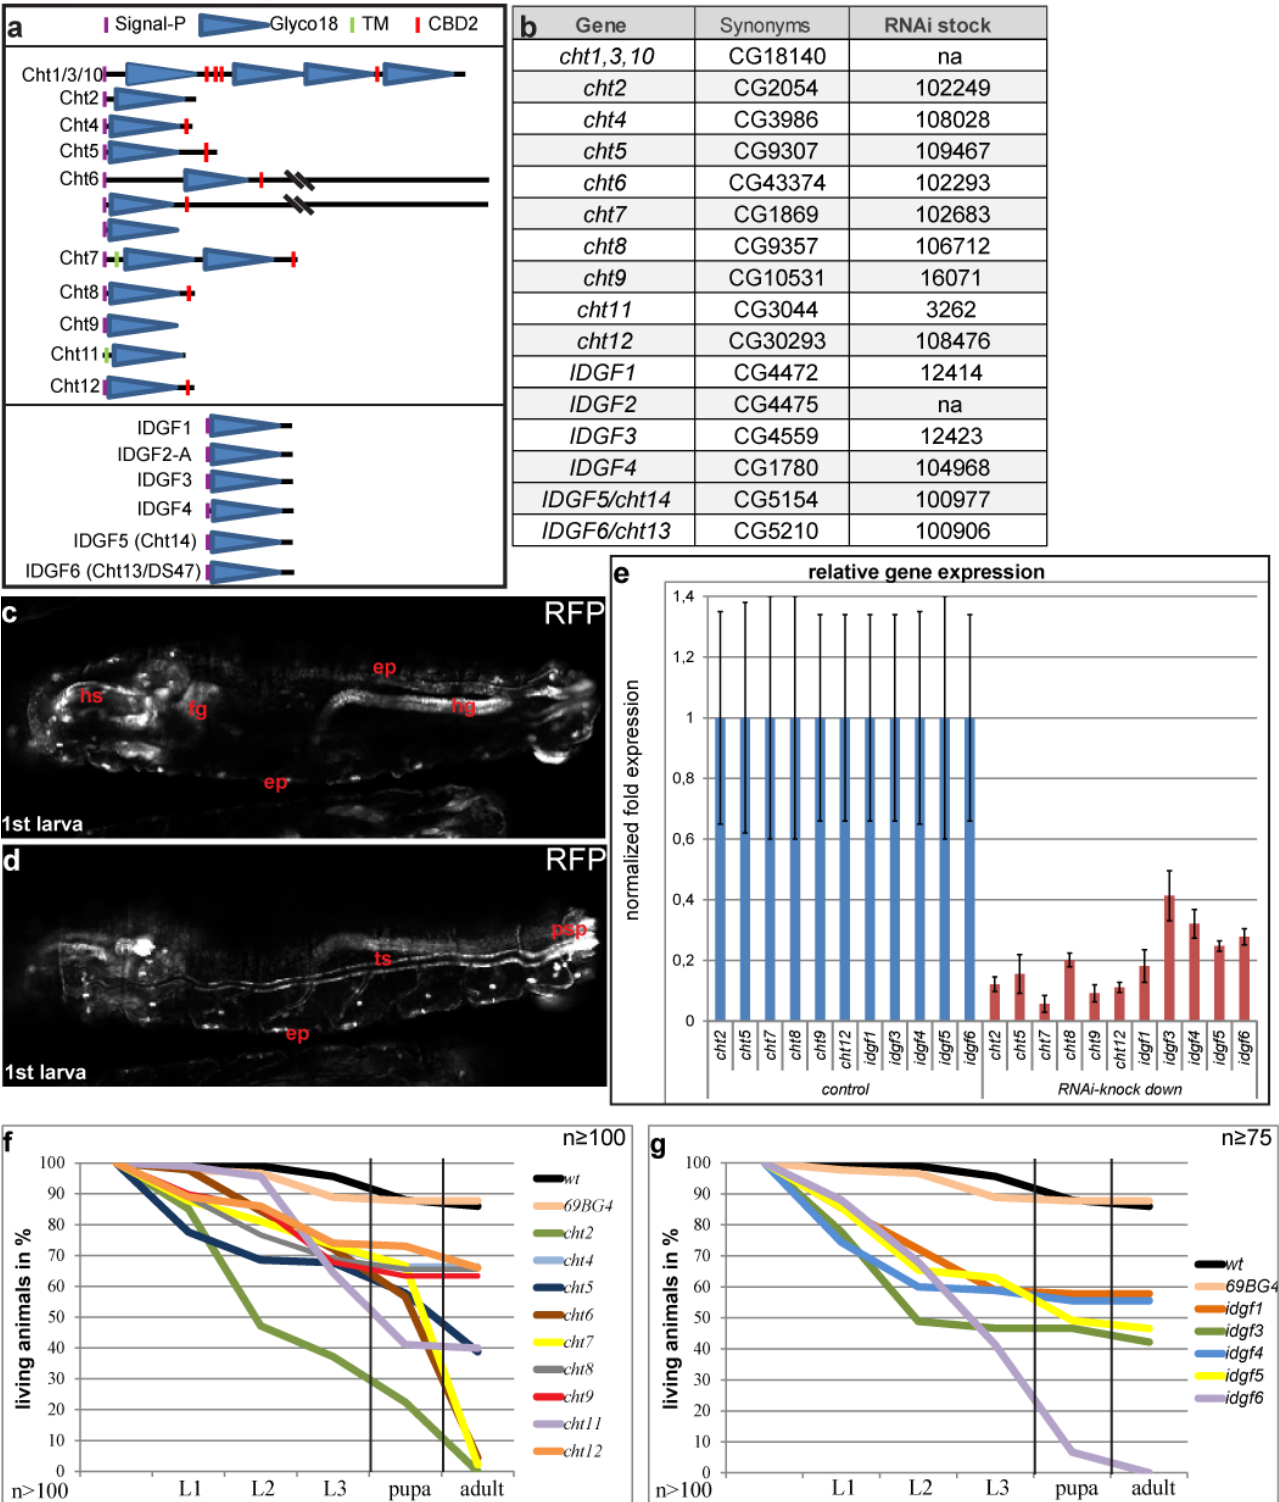 a Signal-P Glyco18 TM CBD2
Cht1/3/10
Cht2
Cht4
Cht5
Cht6
Cht7
Cht8
Cht9
Cht11
Cht12
IDGF1
IDGF2-A
IDGF3
IDGF4
IDGF5 (Cht14)
IDGF6 (Cht13/DS47)
b Gene Synonyms RNAi stock
cht1,3,10 CG18140 na
cht2 CG2054 102249
cht4 CG3986 108028
cht5 CG9307 109467
cht6 CG43374 102293
cht7 CG1869 102683
cht8 CG9357 106712
cht9 CG10531 16071
cht11 CG3044 3262
cht12 CG30293 108476
IDGF1 CG4472 12414
IDGF2 CG4475 na
IDGF3 CG4559 12423
IDGF4 CG1780 104968
IDGF5/cht14 CG5154 100977
IDGF6/cht13 CG5210 100906
c RFP
ep
hs
fg
hg
ep
1st larva
d RFP
psp
ts
ep
1st larva
e relative gene expression
normalized fold expression
1,4
1,2
1
0,8
0,6
0,4
0,2
0
cht2 cht5 cht7 cht8 cht9 cht12 idgf1 idgf3 idgf4 idgf5 idgf6 cht2 cht5 cht7 cht8 cht9 cht12 idgf1 idgf3 idgf4 idgf5 idgf6
control RNAi-knock down
f n≥100
living animals in %
100
90
80
70
60
50
40
30
20
10
0
n>100 L1 L2 L3 pupa adult
wt
69BG4
cht2
cht4
cht5
cht6
cht7
cht8
cht9
cht11
cht12
g n≥75
living animals in %
100
90
80
70
60
50
40
30
20
10
0
n>100 L1 L2 L3 pupa adult
wt
69BG4
idgf1
idgf3
idgf4
idgf5
idgf6